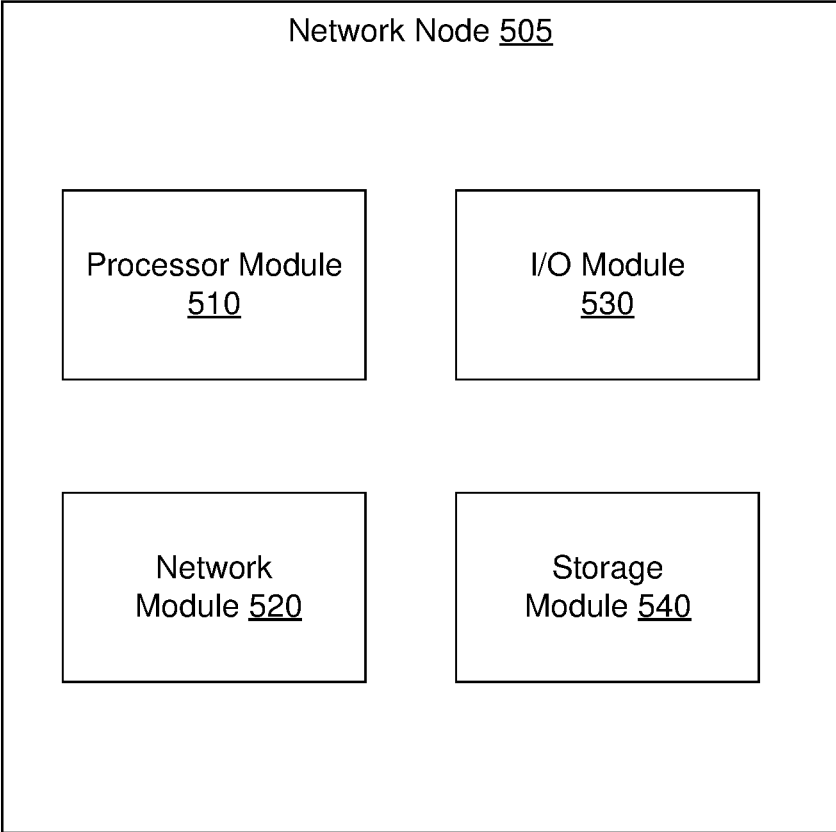 Network Node 505
Processor Module
510
I/O Module
530
Network
Module 520
Storage
Module 540